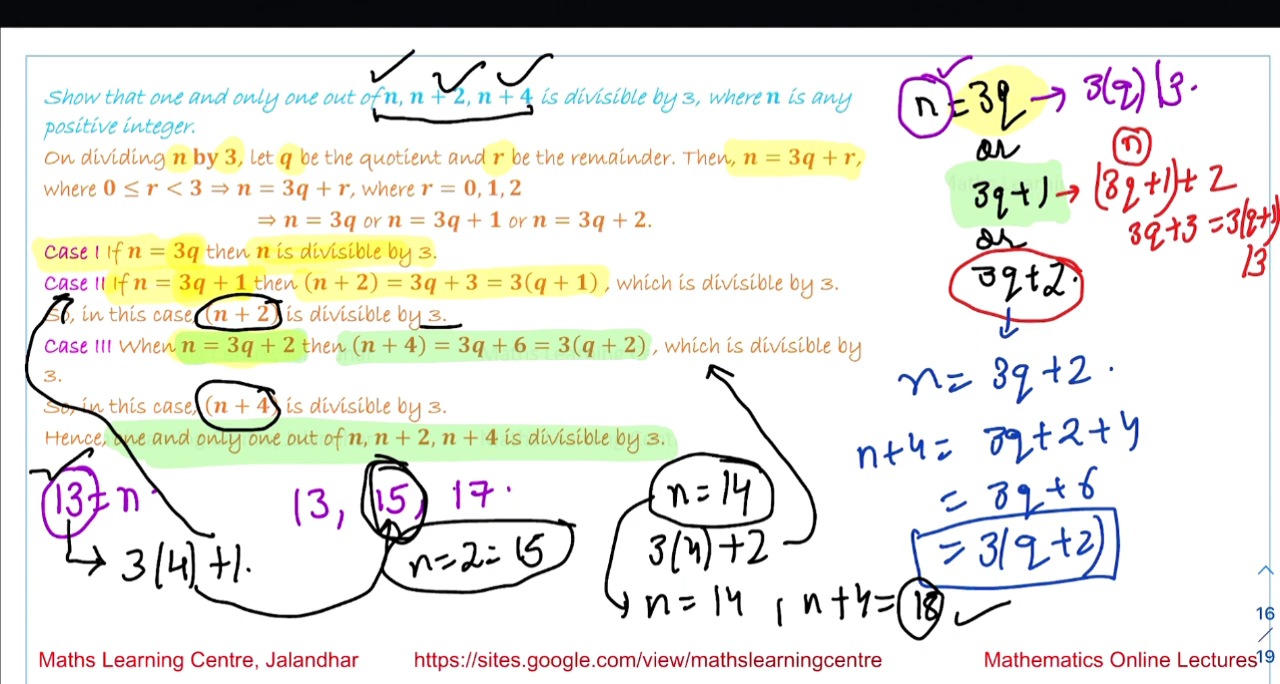 Show that one and only one out of n, n + 2, n + 4 is divisible by 3, where n is any
positive integer.
On dividing n by 3, let q be the quotient and r be the remainder. Then, n = 3q + r,
where 0 ≤ r < 3 ⇒ n = 3q + r, where r = 0, 1, 2
⇒ n = 3q or n = 3q + 1 or n = 3q + 2.
Case I If n = 3q then n is divisible by 3.
Case II If n = 3q + 1 then (n + 2) = 3q + 3 = 3(q + 1), which is divisible by 3.
So, in this case, (n + 2) is divisible by 3.
Case III When n = 3q + 2 then (n + 4) = 3q + 6 = 3(q + 2), which is divisible by
3.
So, in this case, (n + 4) is divisible by 3.
Hence, one and only one out of n, n + 2, n + 4 is divisible by 3.
n = 3q → 3(q) | 3.
or
n
3q+1 → (3q+1)+2
3q+3 = 3(q+1)
or
13
3q+2.
n = 3q+2.
n+4 = 3q+2+4
= 3q+6
= 3(q+2)
13 = n
13, 15, 17.
n = 14
→ 3(4)+1.
n=2=15
3(4)+2
n = 14, n+4 = 18
16
/
19
Maths Learning Centre, Jalandhar
https://sites.google.com/view/mathslearningcentre
Mathematics Online Lectures